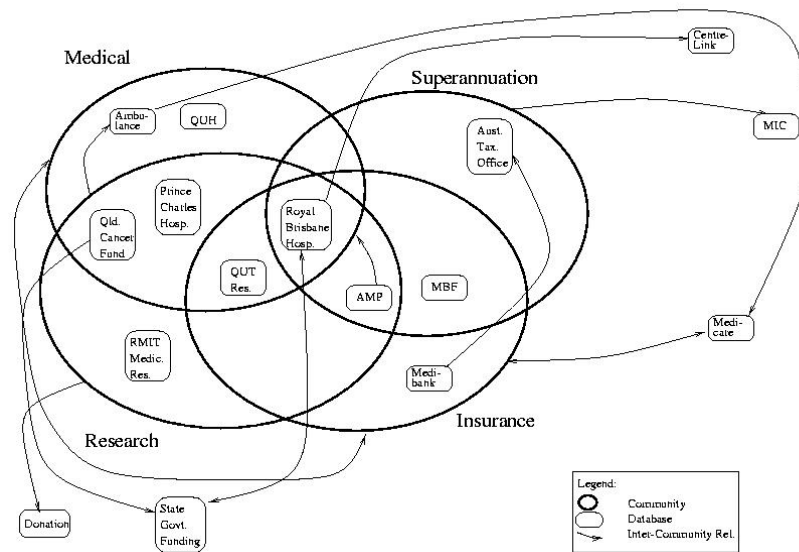 Centre-
Link
Medical
Superannuation
Ambu-
lance
QUH
Aust.
Tax.
Office
MIC
Prince
Charles
Hosp.
Qld.
Cancer
Fund
Royal
Brisbane
Hosp.
QUT
Res.
AMP
MBF
RMIT
Medic.
Res.
Medi-
cate
Medi-
bank
Research
Insurance
Donation
State
Govt.
Funding
Legend:
Community
Database
Inter-Community Rel.